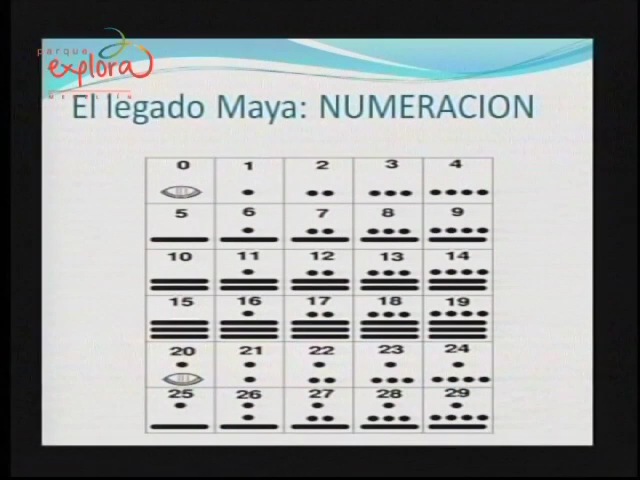 parque
explora
El legado Maya: NUMERACION
0 1 2 3 4
5 6 7 8 9
10 11 12 13 14
15 16 17 18 19
20 21 22 23 24
25 26 27 28 29